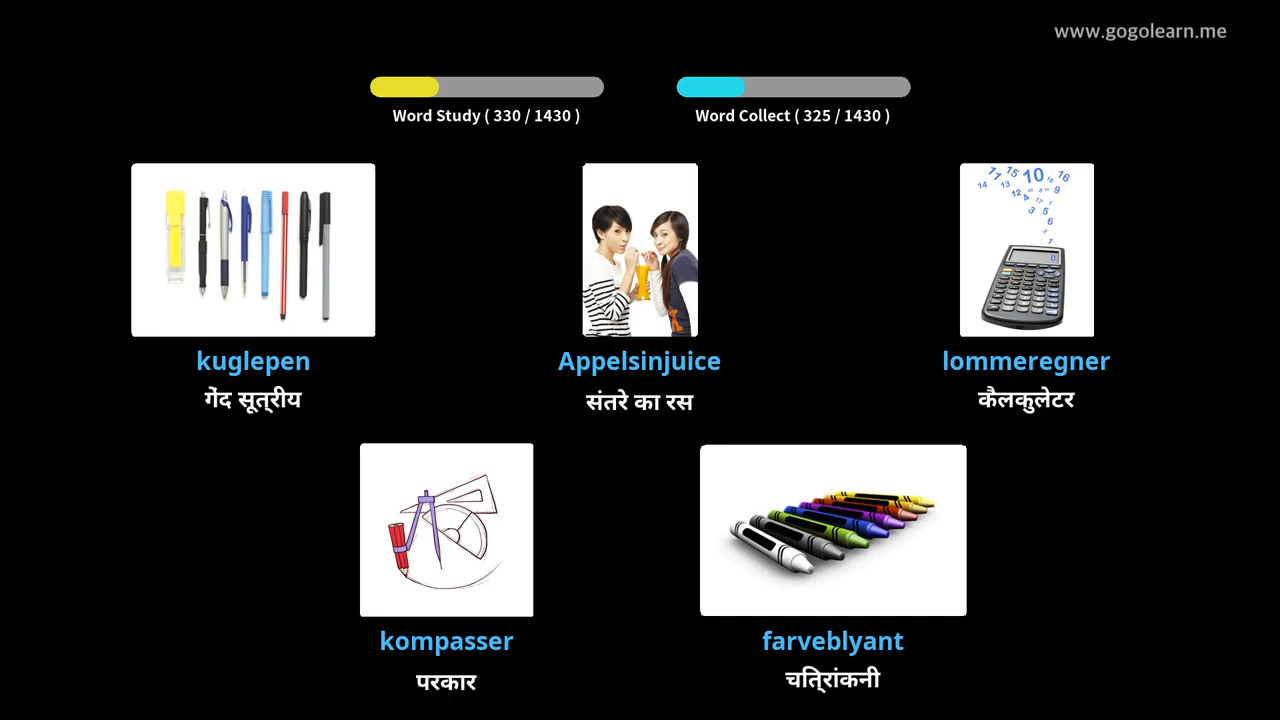 www.gogolearn.me
Word Study ( 330 / 1430 )
Word Collect ( 325 / 1430 )
kuglepen
Appelsinjuice
lommeregner
गेंद सूत्रीय
संतरे का रस
कैलकुलेटर
kompasser
farveblyant
परकार
चित्रांकनी